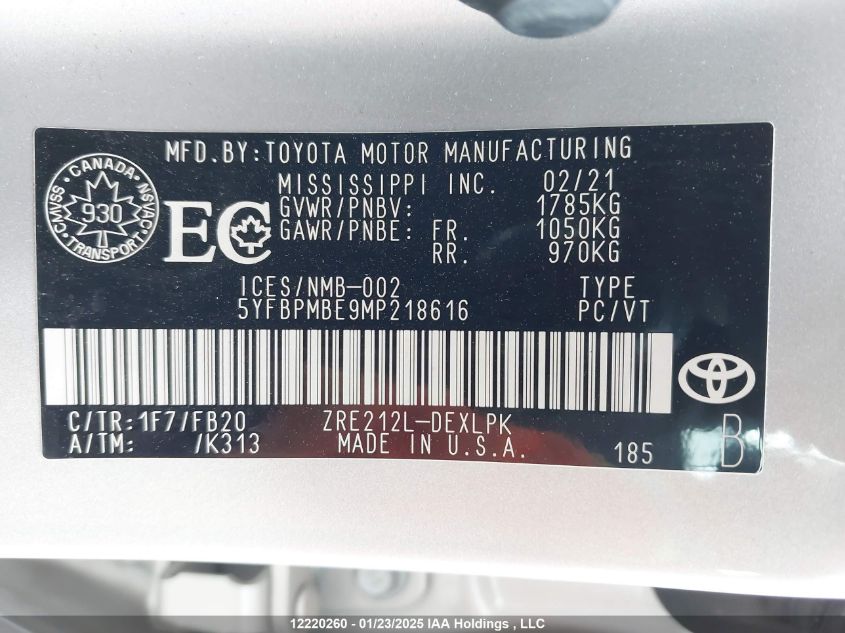 MFD.BY:TOYOTA MOTOR MANUFACTURING
MISSISSIPPI INC. 02/21
GVWR/PNBV: 1785KG
GAWR/PNBE: FR. 1050KG
RR. 970KG
CANADA
CMVSS 930 NSVAC
TRANSPORT
EC
ICES/NMB-002 TYPE
5YFBPMBE9MP218616 PC/VT
C/TR:1F7/FB20 ZRE212L-DEXLPK
A/TM: /K313 MADE IN U.S.A. 185 B
12220260 - 01/23/2025 IAA Holdings , LLC